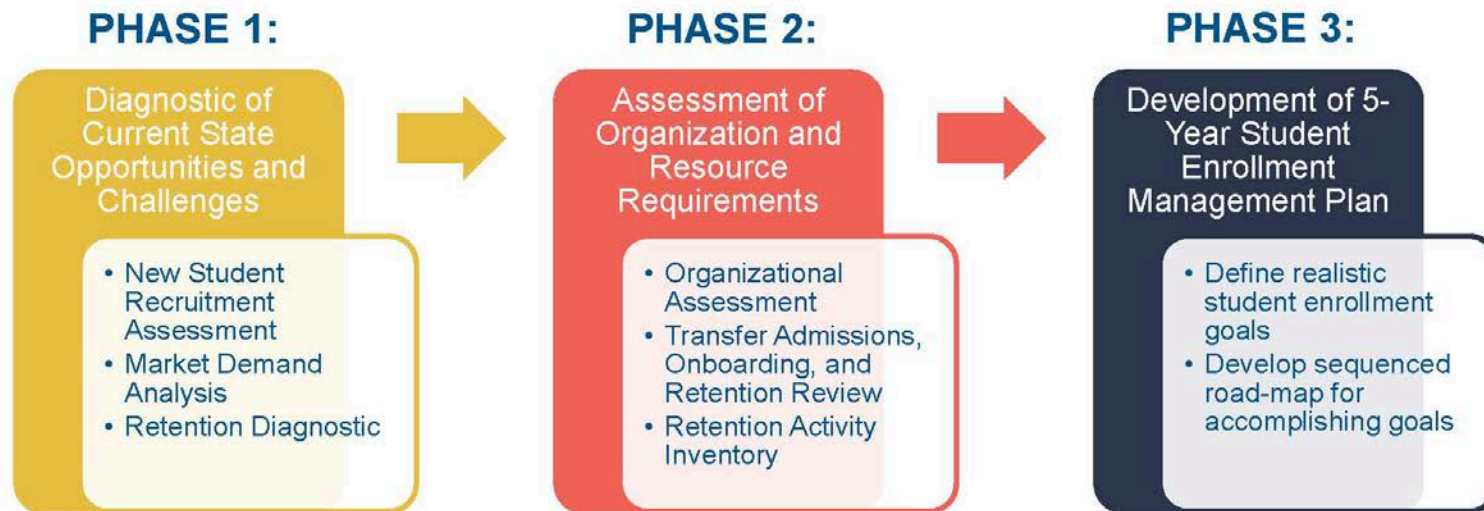 PHASE 1:
Diagnostic of
Current State
Opportunities and
Challenges
• New Student
Recruitment
Assessment
• Market Demand
Analysis
• Retention Diagnostic
PHASE 2:
Assessment of
Organization and
Resource
Requirements
• Organizational
Assessment
• Transfer Admissions,
Onboarding, and
Retention Review
• Retention Activity
Inventory
PHASE 3:
Development of 5-
Year Student
Enrollment
Management Plan
• Define realistic
student enrollment
goals
• Develop sequenced
road-map for
accomplishing goals